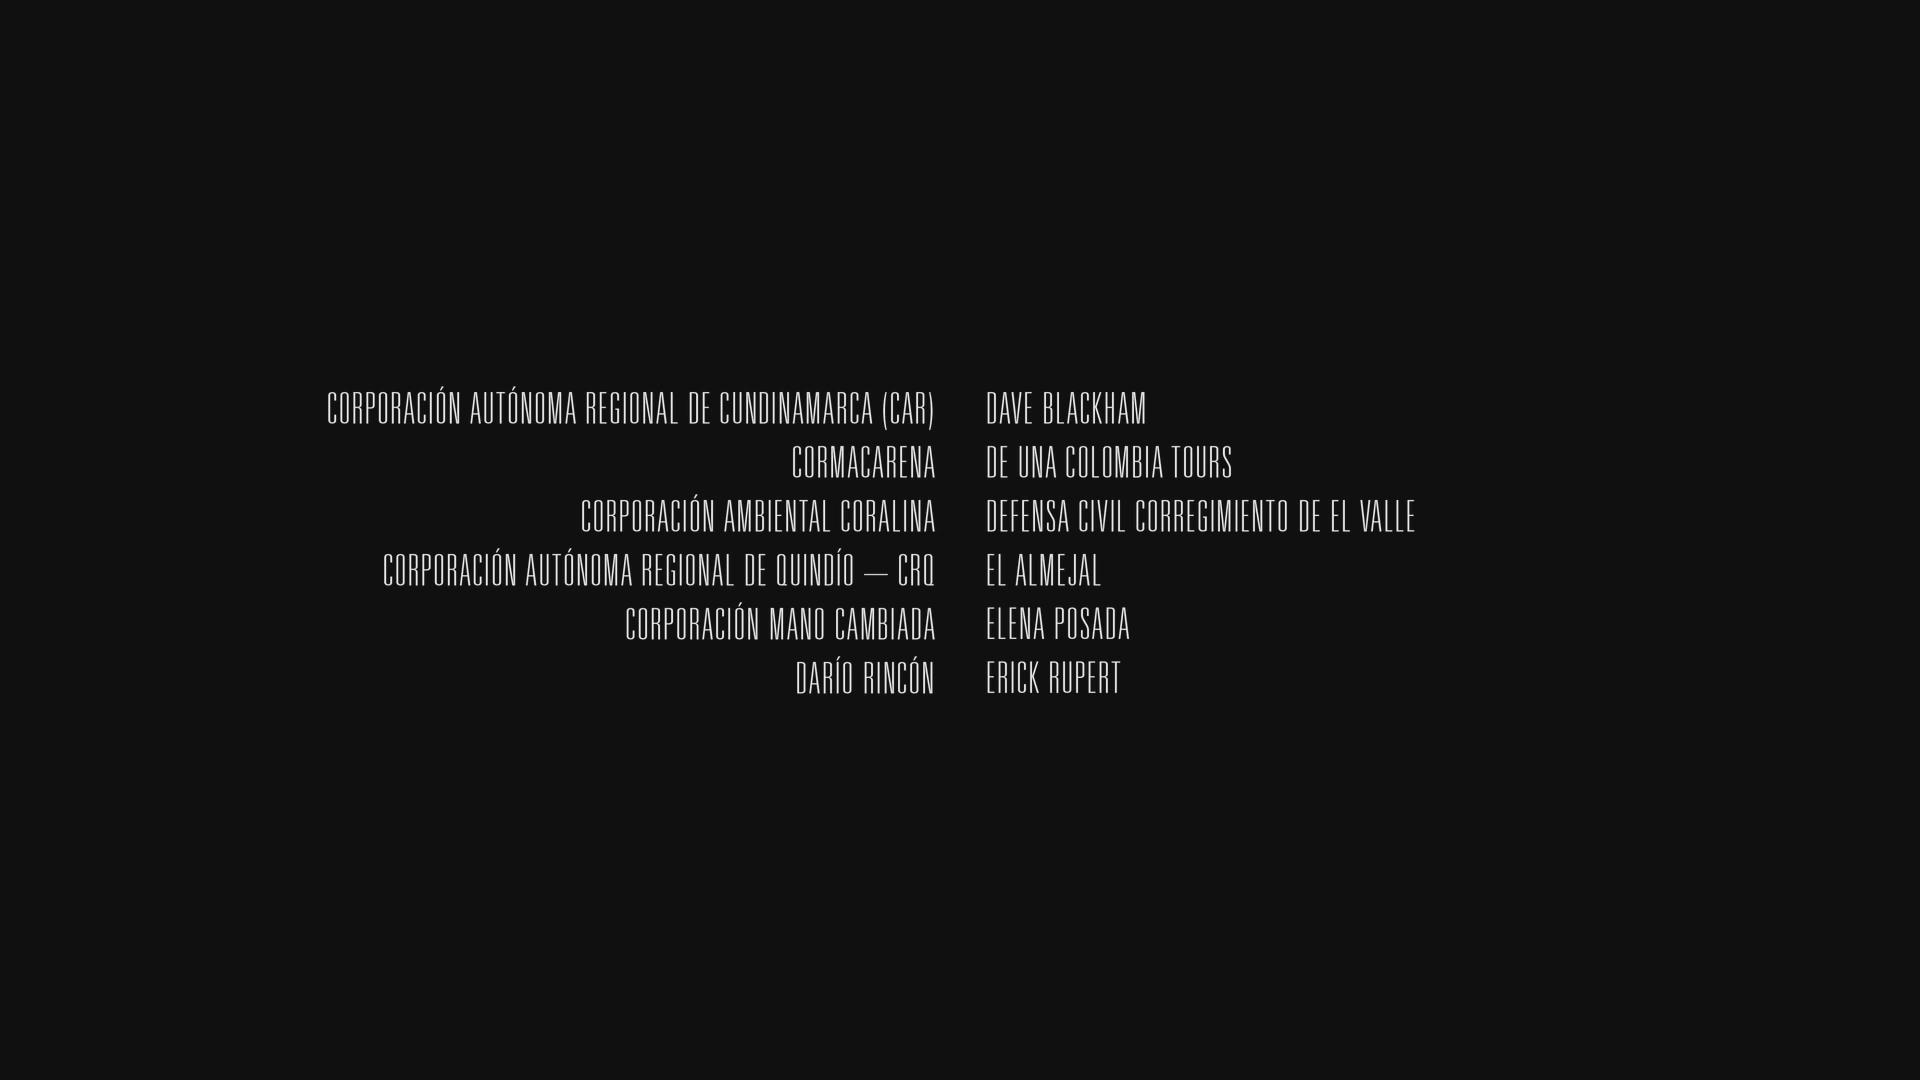 CORPORACIÓN AUTÓNOMA REGIONAL DE CUNDINAMARCA (CAR)
CORMACARENA
CORPORACIÓN AMBIENTAL CORALINA
CORPORACIÓN AUTÓNOMA REGIONAL DE QUINDÍO — CRQ
CORPORACIÓN MANO CAMBIADA
DARÍO RINCÓN
DAVE BLACKHAM
DE UNA COLOMBIA TOURS
DEFENSA CIVIL CORREGIMIENTO DE EL VALLE
EL ALMEJAL
ELENA POSADA
ERICK RUPERT